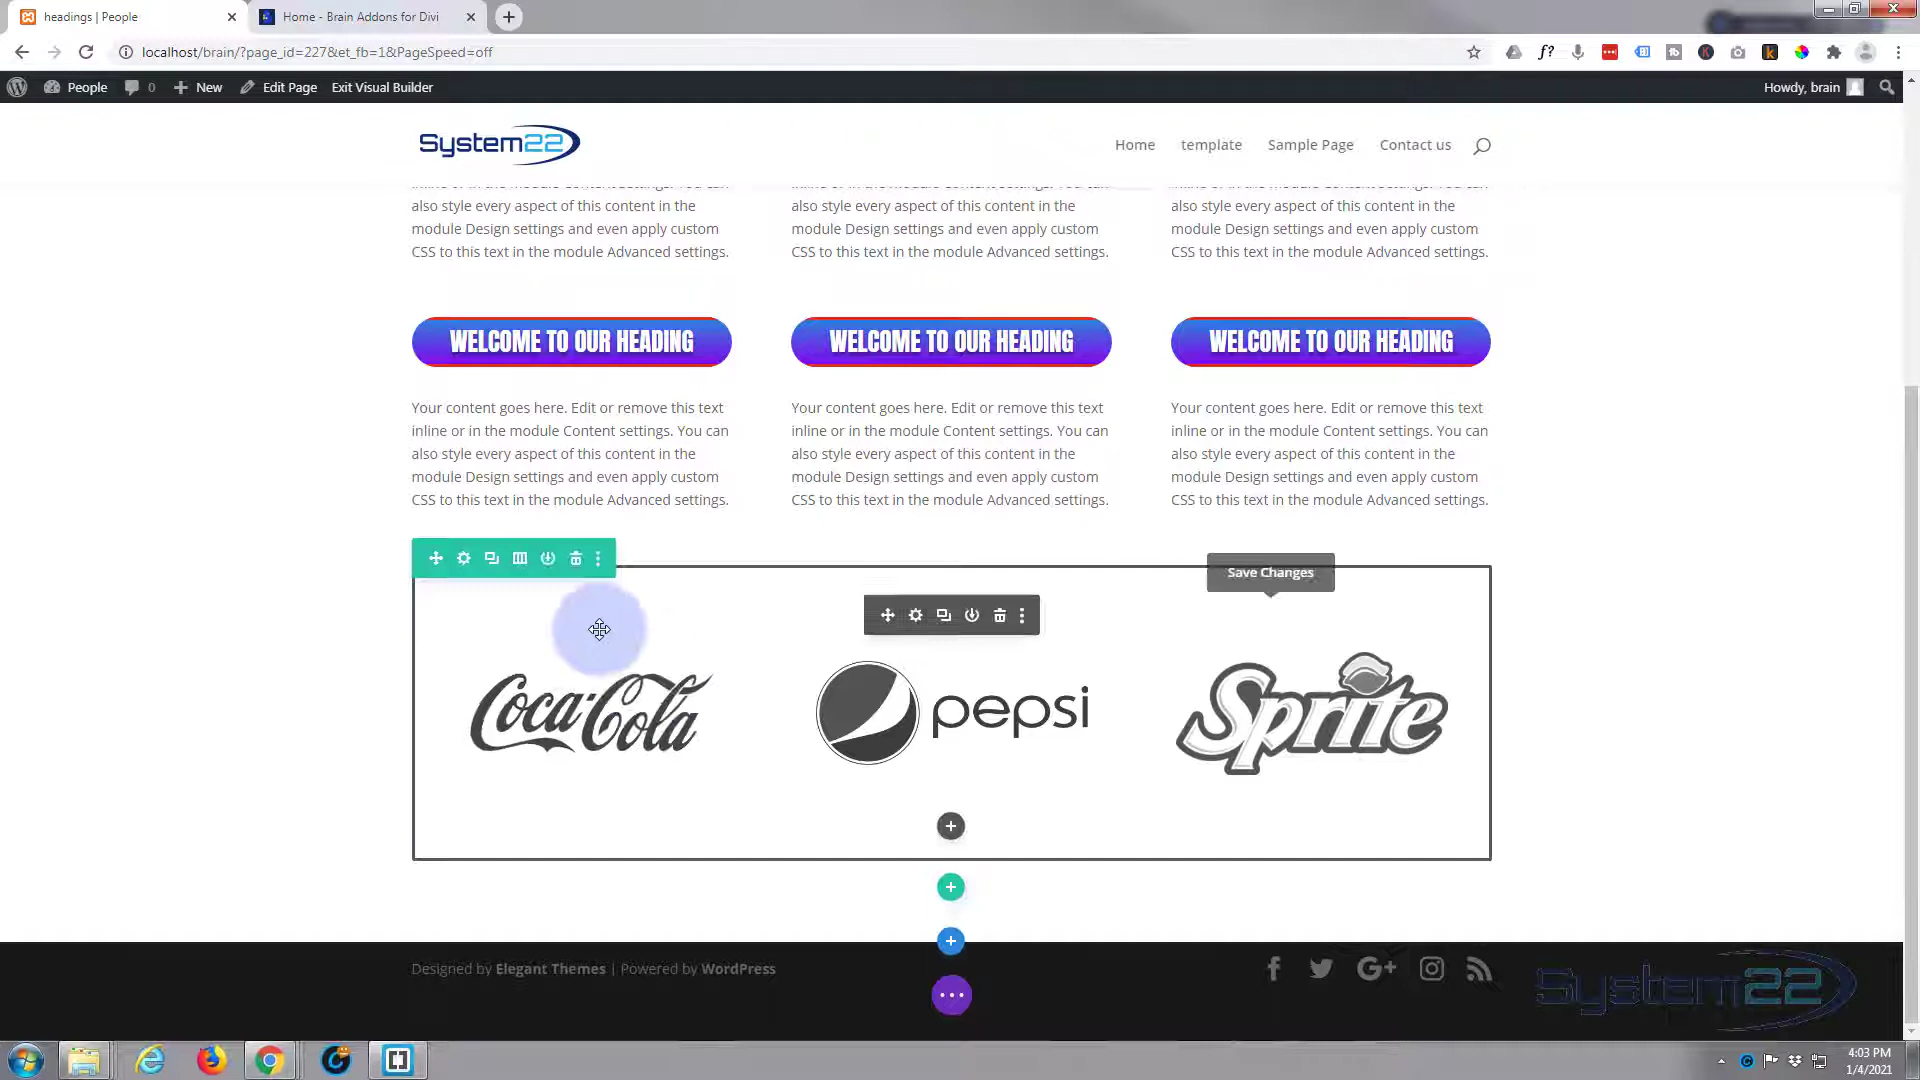 headings | People
Home - Brain Addons for Divi
localhost/brain/?page_id=227&et_fb=1&PageSpeed=off
People 0 New Edit Page Exit Visual Builder Howdy, brain
System22
Home template Sample Page Contact us
also style every aspect of this content in the
module Design settings and even apply custom
CSS to this text in the module Advanced settings.
also style every aspect of this content in the
module Design settings and even apply custom
CSS to this text in the module Advanced settings.
also style every aspect of this content in the
module Design settings and even apply custom
CSS to this text in the module Advanced settings.
WELCOME TO OUR HEADING
WELCOME TO OUR HEADING
WELCOME TO OUR HEADING
Your content goes here. Edit or remove this text
inline or in the module Content settings. You can
also style every aspect of this content in the
module Design settings and even apply custom
CSS to this text in the module Advanced settings.
Your content goes here. Edit or remove this text
inline or in the module Content settings. You can
also style every aspect of this content in the
module Design settings and even apply custom
CSS to this text in the module Advanced settings.
Your content goes here. Edit or remove this text
inline or in the module Content settings. You can
also style every aspect of this content in the
module Design settings and even apply custom
CSS to this text in the module Advanced settings.
Save Changes
Coca-Cola
pepsi
Sprite
Designed by Elegant Themes | Powered by WordPress
System22
4:03 PM
1/4/2021